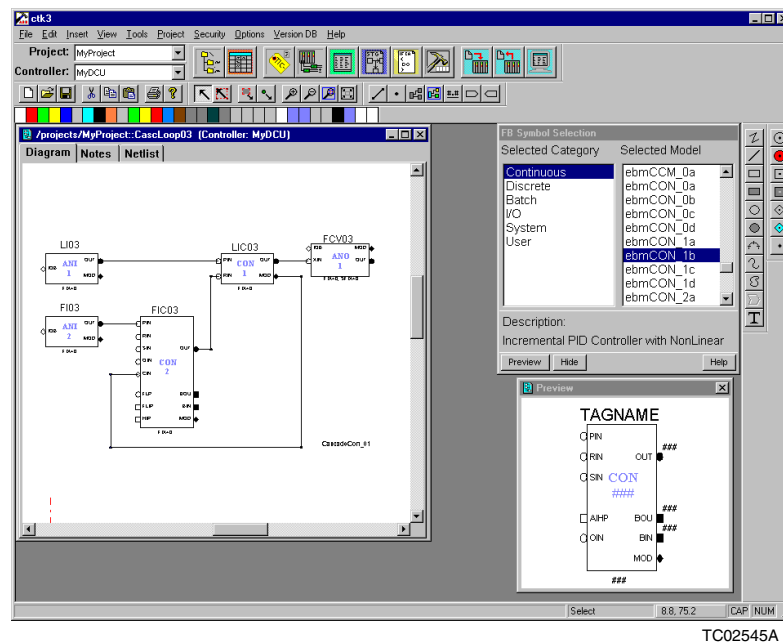 ctk3
File Edit Insert View Tools Project Security Options Version DB Help
Project: MyProject
Controller: MyDCU
/projects/MyProject::CascLoop03 (Controller: MyDCU)
Diagram Notes Netlist
LI03
ANI
1
OUT
MOD
FI03
ANI
2
OUT
MOD
FIC03
PIN
RIN
SIN
OIN
CIN
CON
2
OUT
BOU
BIN
MOD
LIC03
PIN
RIN
CON
1
OUT
MOD
FCV03
XIN
ANO
1
MOD
OUT
CascadeCon_#1
FB Symbol Selection
Selected Category Selected Model
Continuous
Discrete
Batch
I/O
System
User
ebmCCM_0a
ebmCON_0a
ebmCON_0b
ebmCON_0c
ebmCON_0d
ebmCON_1a
ebmCON_1b
ebmCON_1c
ebmCON_1d
ebmCON_2a
Description:
Incremental PID Controller with NonLinear
Preview Hide Help
Preview
TAGNAME
PIN
RIN OUT ###
SIN CON
###
AIHP BOU ###
OIN BIN ###
MOD
###
Select 8.8, 75.2 CAP NUM
TC02545A